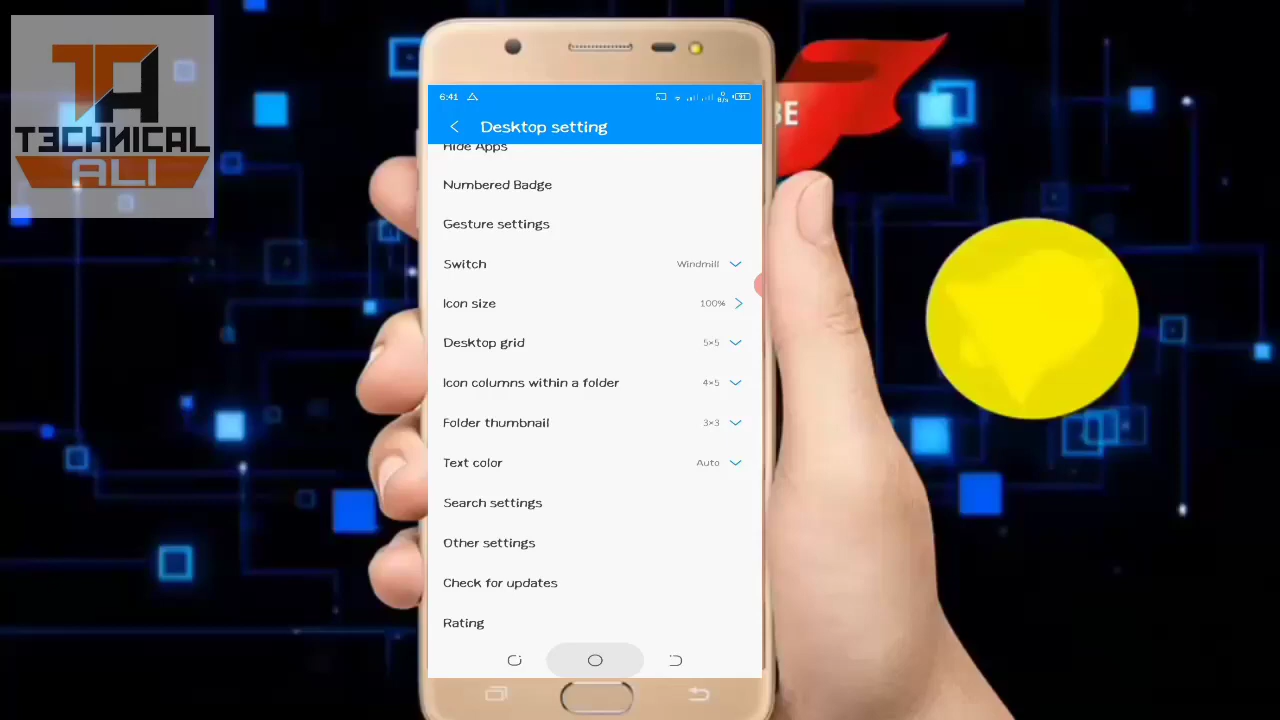 TECHNICAL
ALI
BE
6:41
Desktop setting
Hide Apps
Numbered Badge
Gesture settings
Switch Windmill
Icon size 100%
Desktop grid 5×5
Icon columns within a folder 4×5
Folder thumbnail 3×3
Text color Auto
Search settings
Other settings
Check for updates
Rating